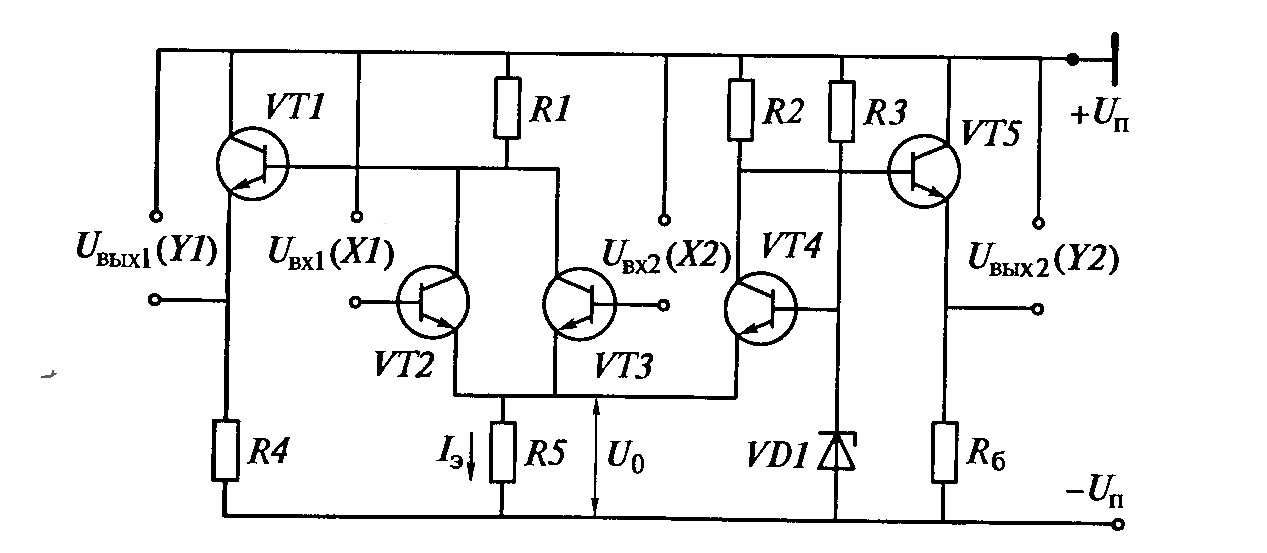 VT1
R1
R2
R3
+Uп
VT5
Uвых1(Y1)
Uвх1(X1)
Uвх2(X2)
VT4
Uвых2(Y2)
VT2
VT3
R4
Iэ
R5
U0
VD1
Rб
−Uп